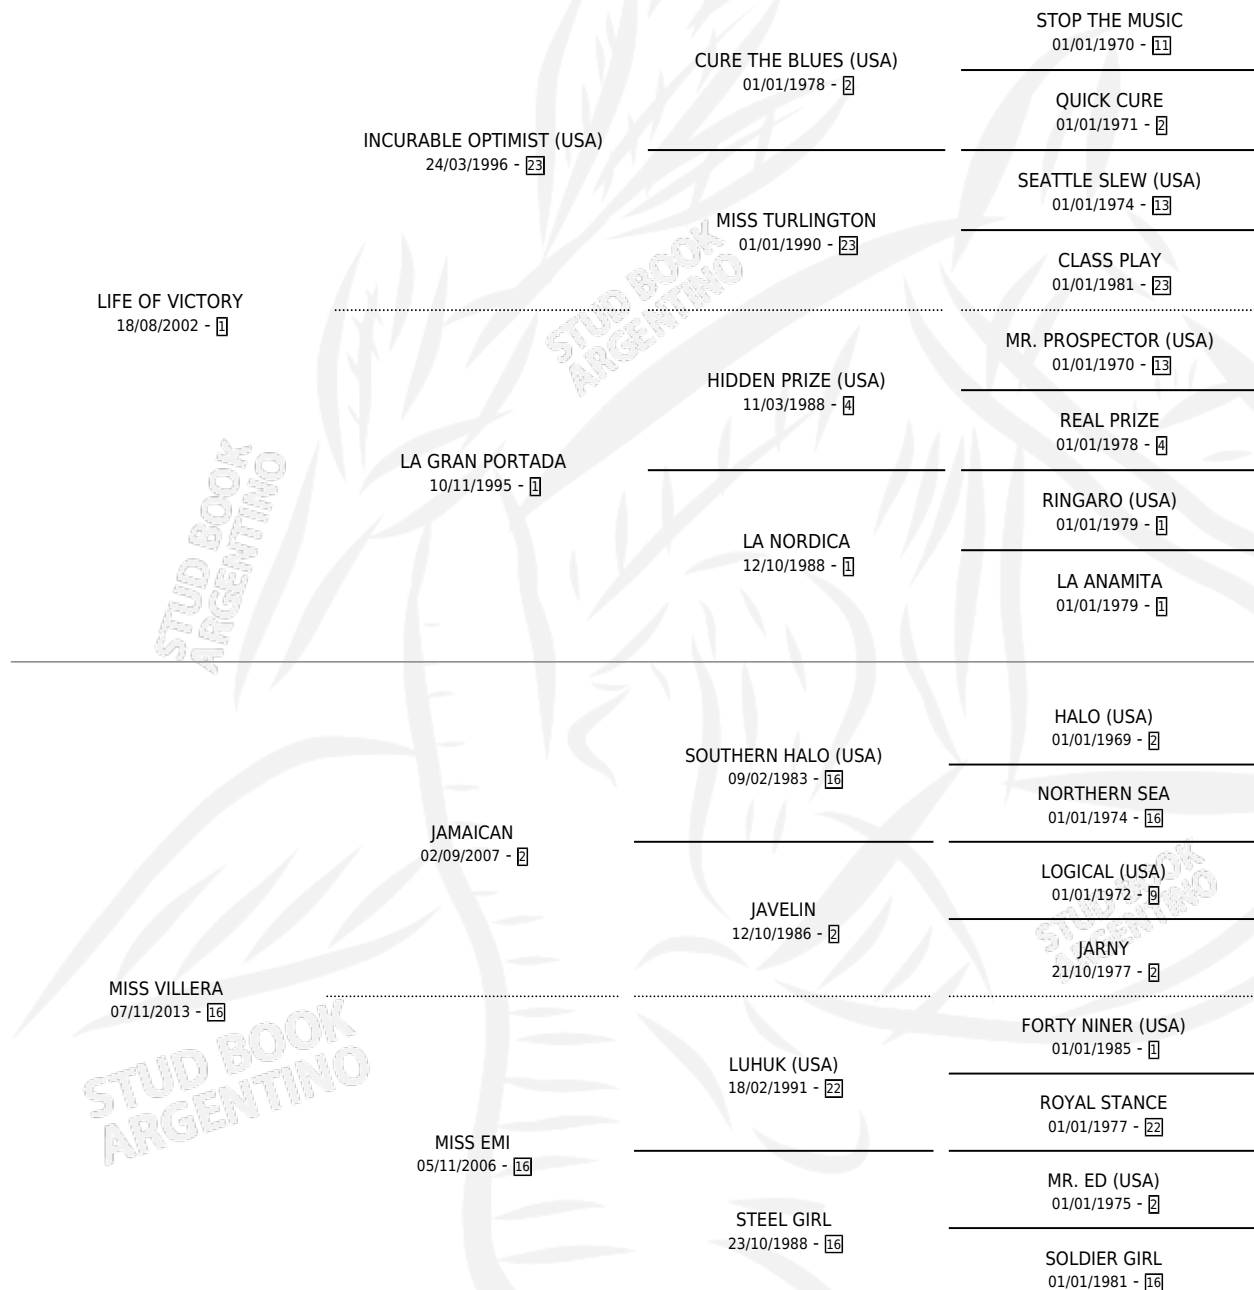 STOP THE MUSIC
01/01/1970 - 11
CURE THE BLUES (USA)
01/01/1978 - 2
QUICK CURE
01/01/1971 - 2
INCURABLE OPTIMIST (USA)
24/03/1996 - 23
SEATTLE SLEW (USA)
01/01/1974 - 13
MISS TURLINGTON
01/01/1990 - 23
CLASS PLAY
01/01/1981 - 23
LIFE OF VICTORY
18/08/2002 - 1
STUD BOOK
ARGENTINO
MR. PROSPECTOR (USA)
01/01/1970 - 13
HIDDEN PRIZE (USA)
11/03/1988 - 4
REAL PRIZE
01/01/1978 - 4
LA GRAN PORTADA
10/11/1995 - 1
RINGARO (USA)
01/01/1979 - 1
LA NORDICA
12/10/1988 - 1
LA ANAMITA
01/01/1979 - 1
STUD BOOK
ARGENTINO
HALO (USA)
01/01/1969 - 2
SOUTHERN HALO (USA)
09/02/1983 - 16
NORTHERN SEA
01/01/1974 - 16
JAMAICAN
02/09/2007 - 2
LOGICAL (USA)
01/01/1972 - 9
JAVELIN
12/10/1986 - 2
STUD BOOK
ARGENTINO
JARNY
21/10/1977 - 2
MISS VILLERA
07/11/2013 - 16
FORTY NINER (USA)
01/01/1985 - 1
LUHUK (USA)
18/02/1991 - 22
STUD BOOK
ARGENTINO
ROYAL STANCE
01/01/1977 - 22
MISS EMI
05/11/2006 - 16
MR. ED (USA)
01/01/1975 - 2
STEEL GIRL
23/10/1988 - 16
SOLDIER GIRL
01/01/1981 - 16